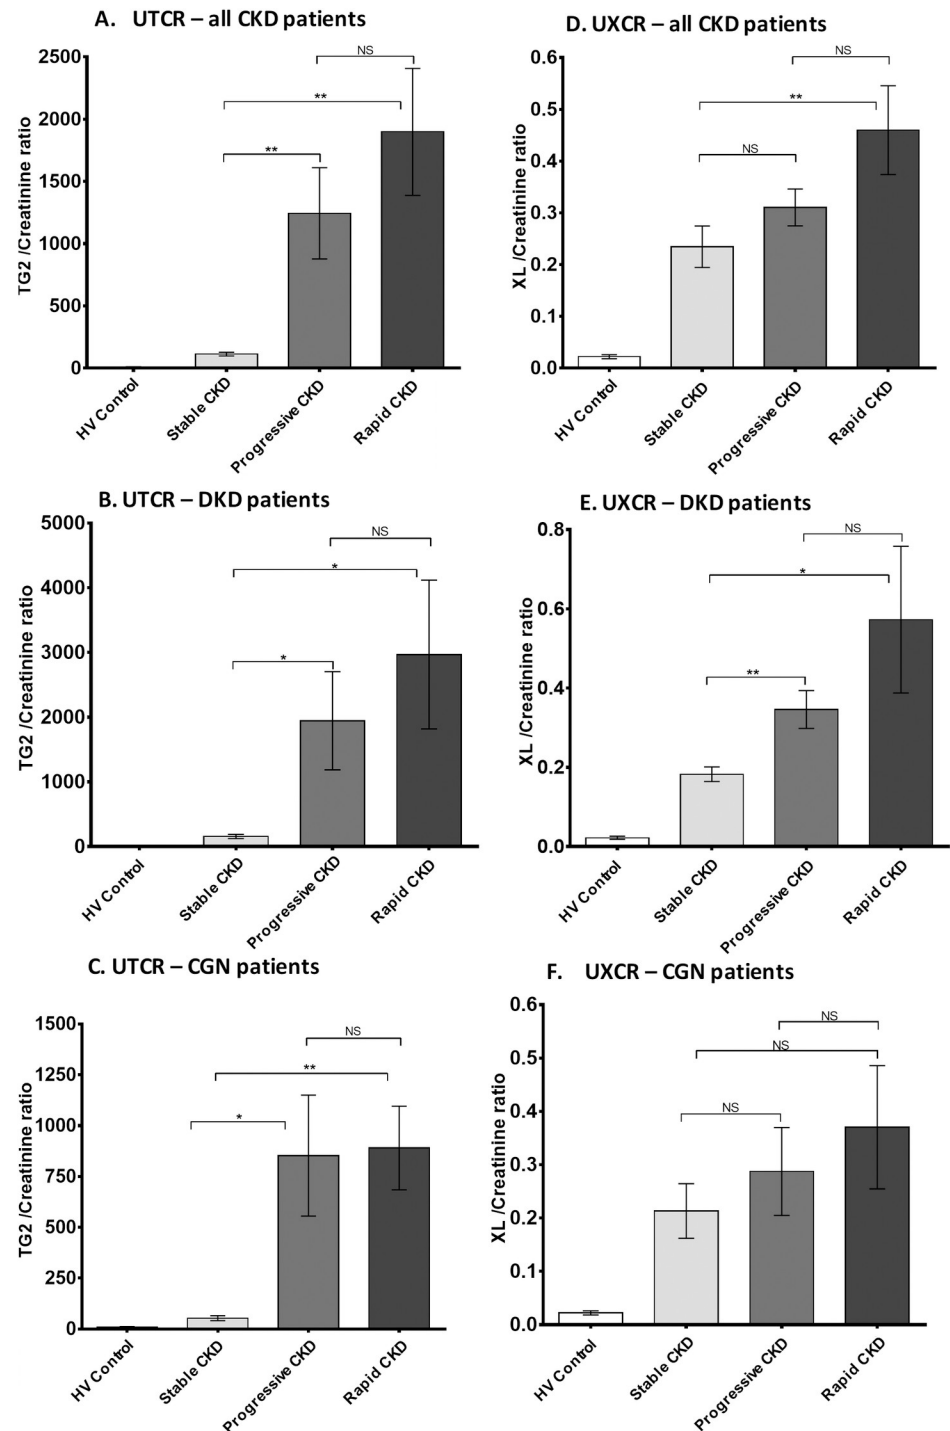 A. UTCR – all CKD patients
TG2 /Creatinine ratio
2500
2000
1500
1000
500
0
NS
**
**
HV Control
Stable CKD
Progressive CKD
Rapid CKD
D. UXCR – all CKD patients
XL /Creatinine ratio
0.6
0.5
0.4
0.3
0.2
0.1
0.0
NS
**
NS
HV Control
Stable CKD
Progressive CKD
Rapid CKD
B. UTCR – DKD patients
TG2 /Creatinine ratio
5000
4000
3000
2000
1000
0
NS
*
*
HV Control
Stable CKD
Progressive CKD
Rapid CKD
E. UXCR – DKD patients
XL /Creatinine ratio
0.8
0.6
0.4
0.2
0.0
NS
*
**
HV Control
Stable CKD
Progressive CKD
Rapid CKD
C. UTCR – CGN patients
TG2 /Creatinine ratio
1500
1250
1000
750
500
250
0
NS
**
*
HV Control
Stable CKD
Progressive CKD
Rapid CKD
F. UXCR – CGN patients
XL /Creatinine ratio
0.6
0.5
0.4
0.3
0.2
0.1
0.0
NS
NS
NS
HV Control
Stable CKD
Progressive CKD
Rapid CKD